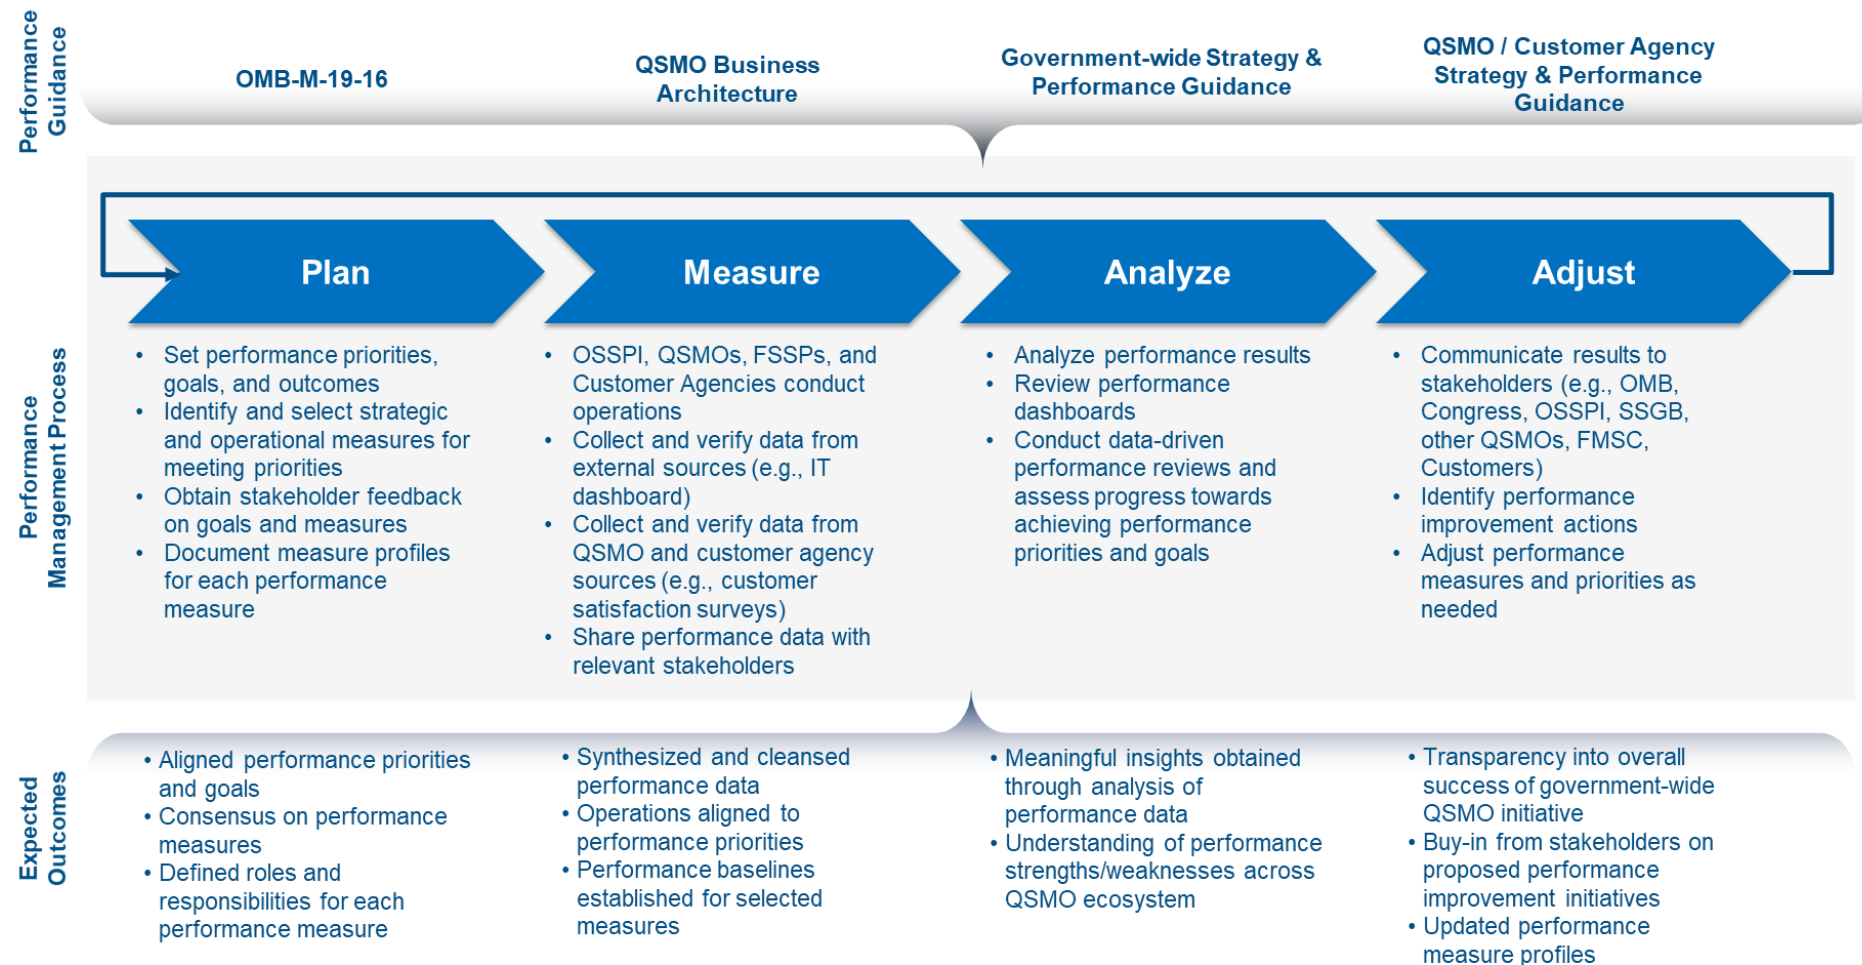 Performance
Guidance
OMB-M-19-16
QSMO Business
Architecture
Government-wide Strategy &
Performance Guidance
QSMO / Customer Agency
Strategy & Performance
Guidance
Performance
Management Process
Plan
• Set performance priorities,
goals, and outcomes
• Identify and select strategic
and operational measures for
meeting priorities
• Obtain stakeholder feedback
on goals and measures
• Document measure profiles
for each performance
measure
Measure
• OSSPI, QSMOs, FSSPs, and
Customer Agencies conduct
operations
• Collect and verify data from
external sources (e.g., IT
dashboard)
• Collect and verify data from
QSMO and customer agency
sources (e.g., customer
satisfaction surveys)
• Share performance data with
relevant stakeholders
Analyze
• Analyze performance results
• Review performance
dashboards
• Conduct data-driven
performance reviews and
assess progress towards
achieving performance
priorities and goals
Adjust
• Communicate results to
stakeholders (e.g., OMB,
Congress, OSSPI, SSGB,
other QSMOs, FMSC,
Customers)
• Identify performance
improvement actions
• Adjust performance
measures and priorities as
needed
Expected
Outcomes
• Aligned performance priorities
and goals
• Consensus on performance
measures
• Defined roles and
responsibilities for each
performance measure
• Synthesized and cleansed
performance data
• Operations aligned to
performance priorities
• Performance baselines
established for selected
measures
• Meaningful insights obtained
through analysis of
performance data
• Understanding of performance
strengths/weaknesses across
QSMO ecosystem
• Transparency into overall
success of government-wide
QSMO initiative
• Buy-in from stakeholders on
proposed performance
improvement initiatives
• Updated performance
measure profiles